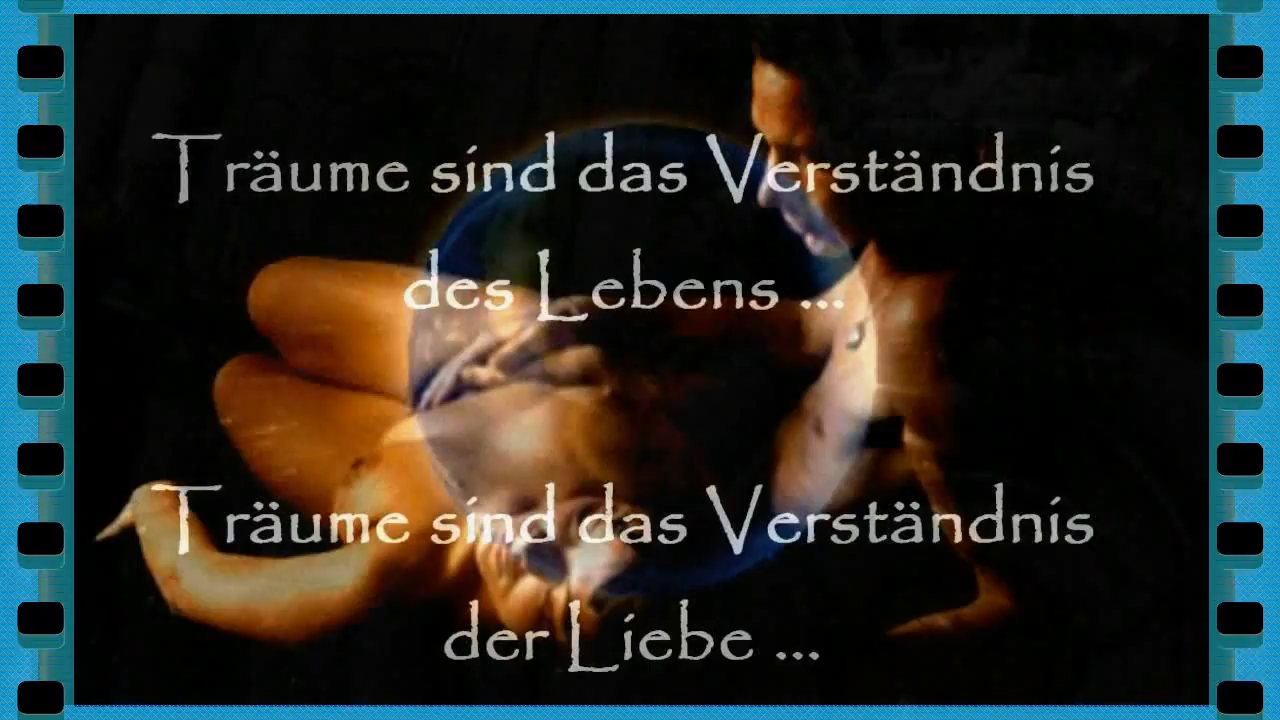 Träume sind das Verständnis
des Lebens ...
Träume sind das Verständnis
der Liebe ...